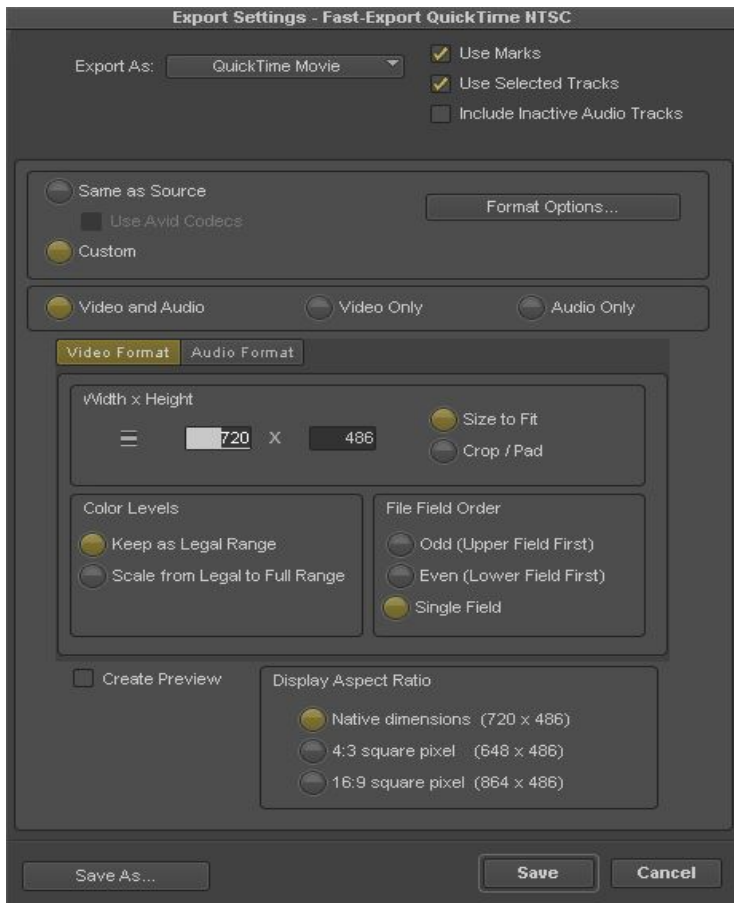 Export Settings - Fast-Export QuickTime NTSC
Export As: QuickTime Movie
Use Marks
Use Selected Tracks
Include Inactive Audio Tracks
Same as Source
Format Options...
Use Avid Codecs
Custom
Video and Audio Video Only Audio Only
Video Format Audio Format
Width x Height
720 X 486
Size to Fit
Crop / Pad
Color Levels
Keep as Legal Range
Scale from Legal to Full Range
File Field Order
Odd (Upper Field First)
Even (Lower Field First)
Single Field
Create Preview
Display Aspect Ratio
Native dimensions (720 x 486)
4:3 square pixel (648 x 486)
16:9 square pixel (864 x 486)
Save As... Save Cancel